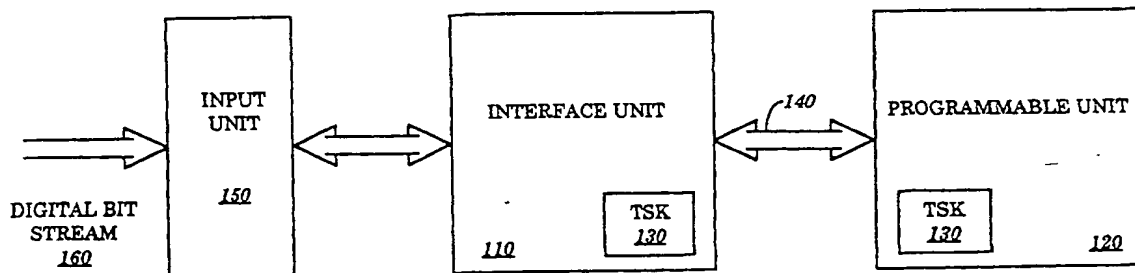 DIGITAL BIT
STREAM
160
INPUT
UNIT
150
INTERFACE UNIT
110
TSK
130
140
PROGRAMMABLE UNIT
TSK
130
120